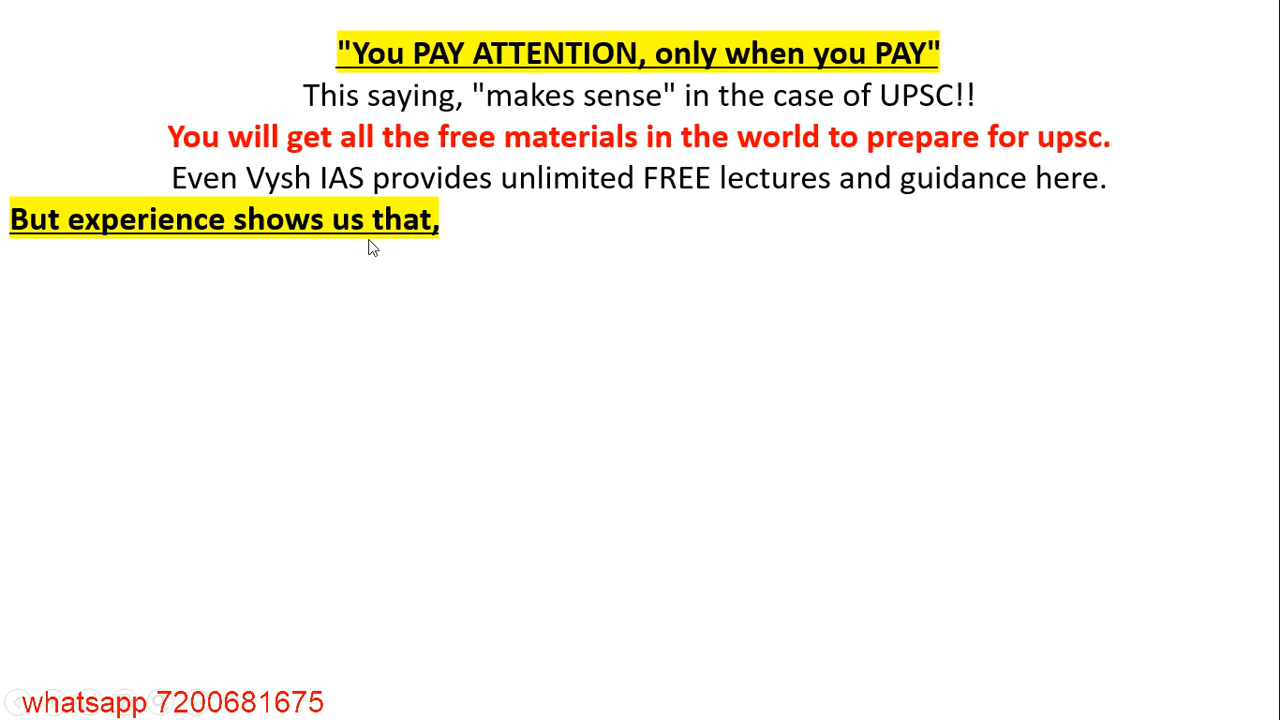 "You PAY ATTENTION, only when you PAY"
This saying, "makes sense" in the case of UPSC!!
You will get all the free materials in the world to prepare for upsc.
Even Vysh IAS provides unlimited FREE lectures and guidance here.
But experience shows us that,
whatsapp 7200681675